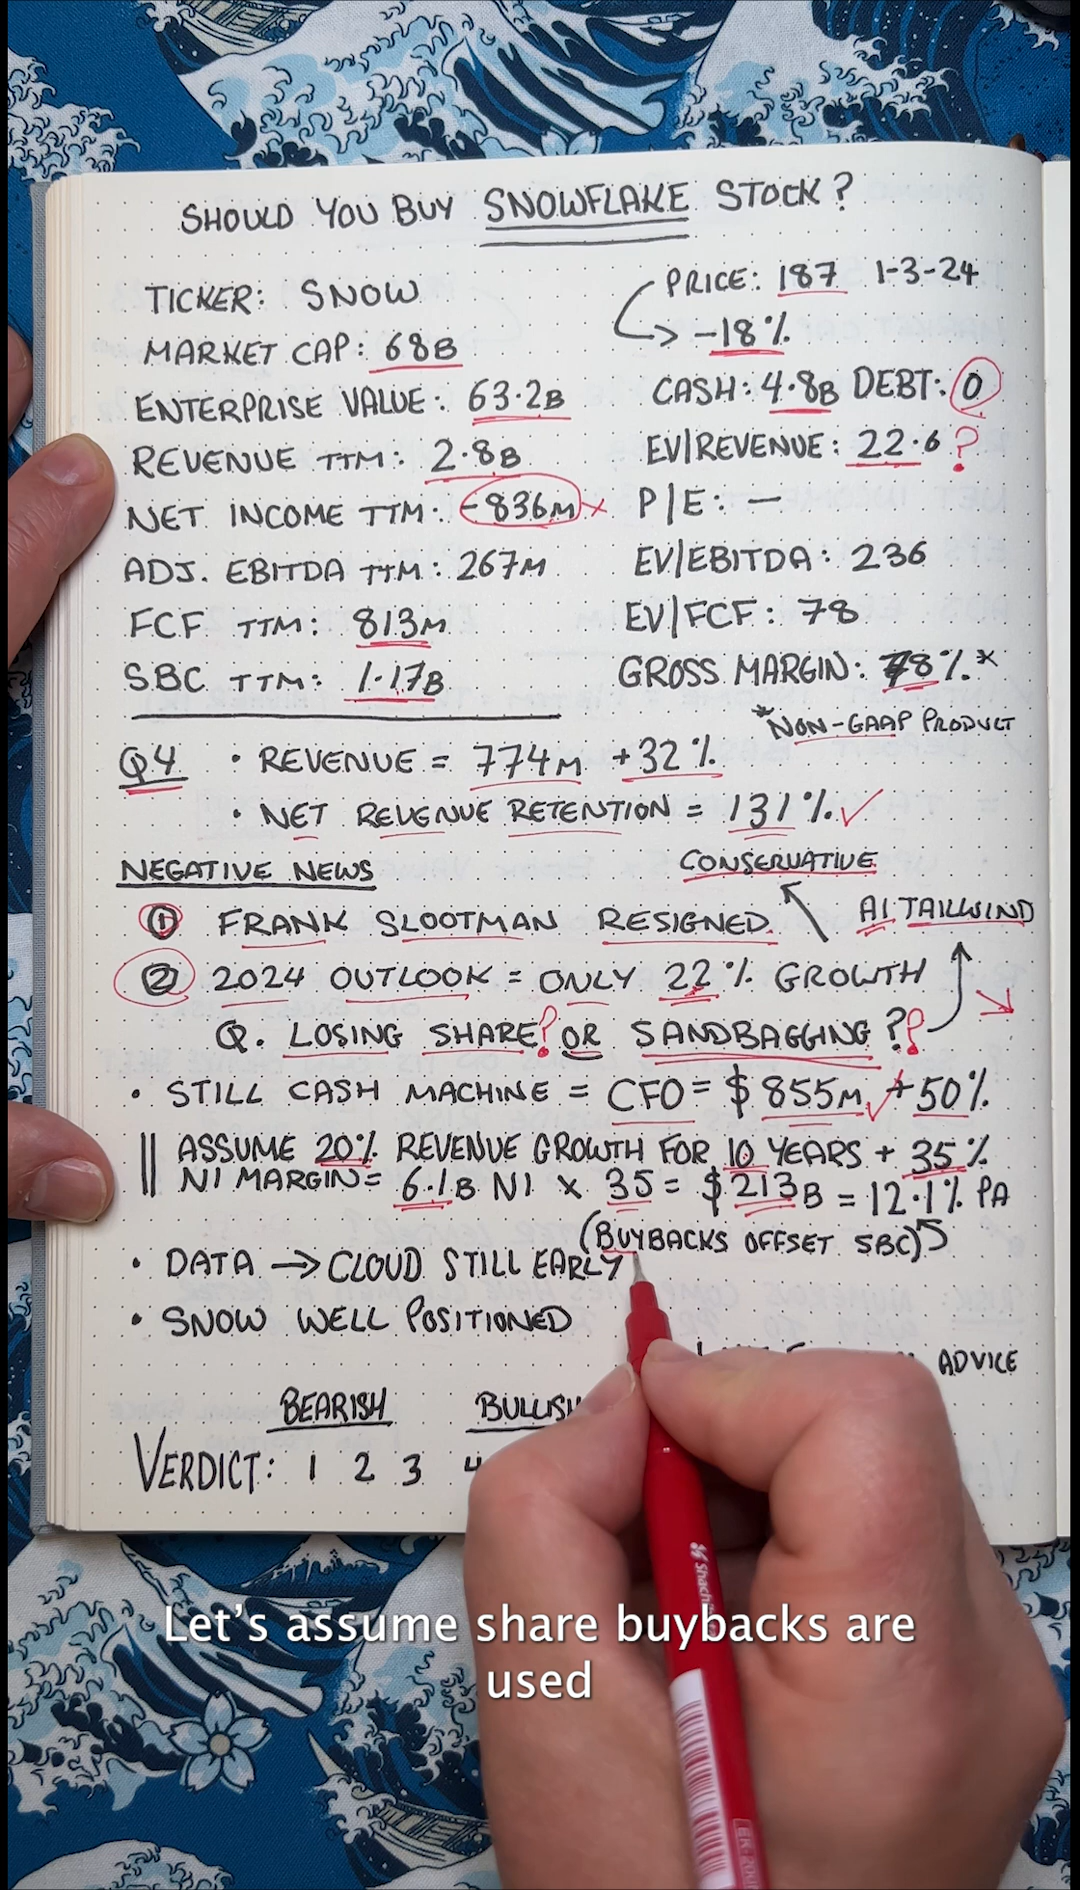 SHOULD YOU BUY SNOWFLAKE STOCK?
TICKER: SNOW
PRICE: 187 1-3-24
-18%
MARKET CAP: 68B
CASH: 4.8B DEBT: 0
ENTERPRISE VALUE: 63.2B
EV/REVENUE: 22.6 ?
REVENUE TTM: 2.8B
NET INCOME TTM: -836M x
P/E: —
ADJ. EBITDA TTM: 267M
EV/EBITDA: 236
FCF TTM: 813M
EV/FCF: 78
SBC TTM: 1.17B
GROSS MARGIN: 78%*
*NON-GAAP PRODUCT
Q4 • REVENUE = 774M +32%
• NET REVENUE RETENTION = 131% ✓
NEGATIVE NEWS
CONSERVATIVE
① FRANK SLOOTMAN RESIGNED
AI TAILWIND
② 2024 OUTLOOK = ONLY 22% GROWTH
Q. LOSING SHARE? OR SANDBAGGING??
• STILL CASH MACHINE = CFO = $855M ✓ +50%
ASSUME 20% REVENUE GROWTH FOR 10 YEARS + 35%
NI MARGIN = 6.1B NI x 35 = $213B = 12.1% PA
(BUYBACKS OFFSET SBC)
• DATA → CLOUD STILL EARLY
• SNOW WELL POSITIONED
ADVICE
BEARISH
VERDICT: 1 2 3
Let's assume share buybacks are
used